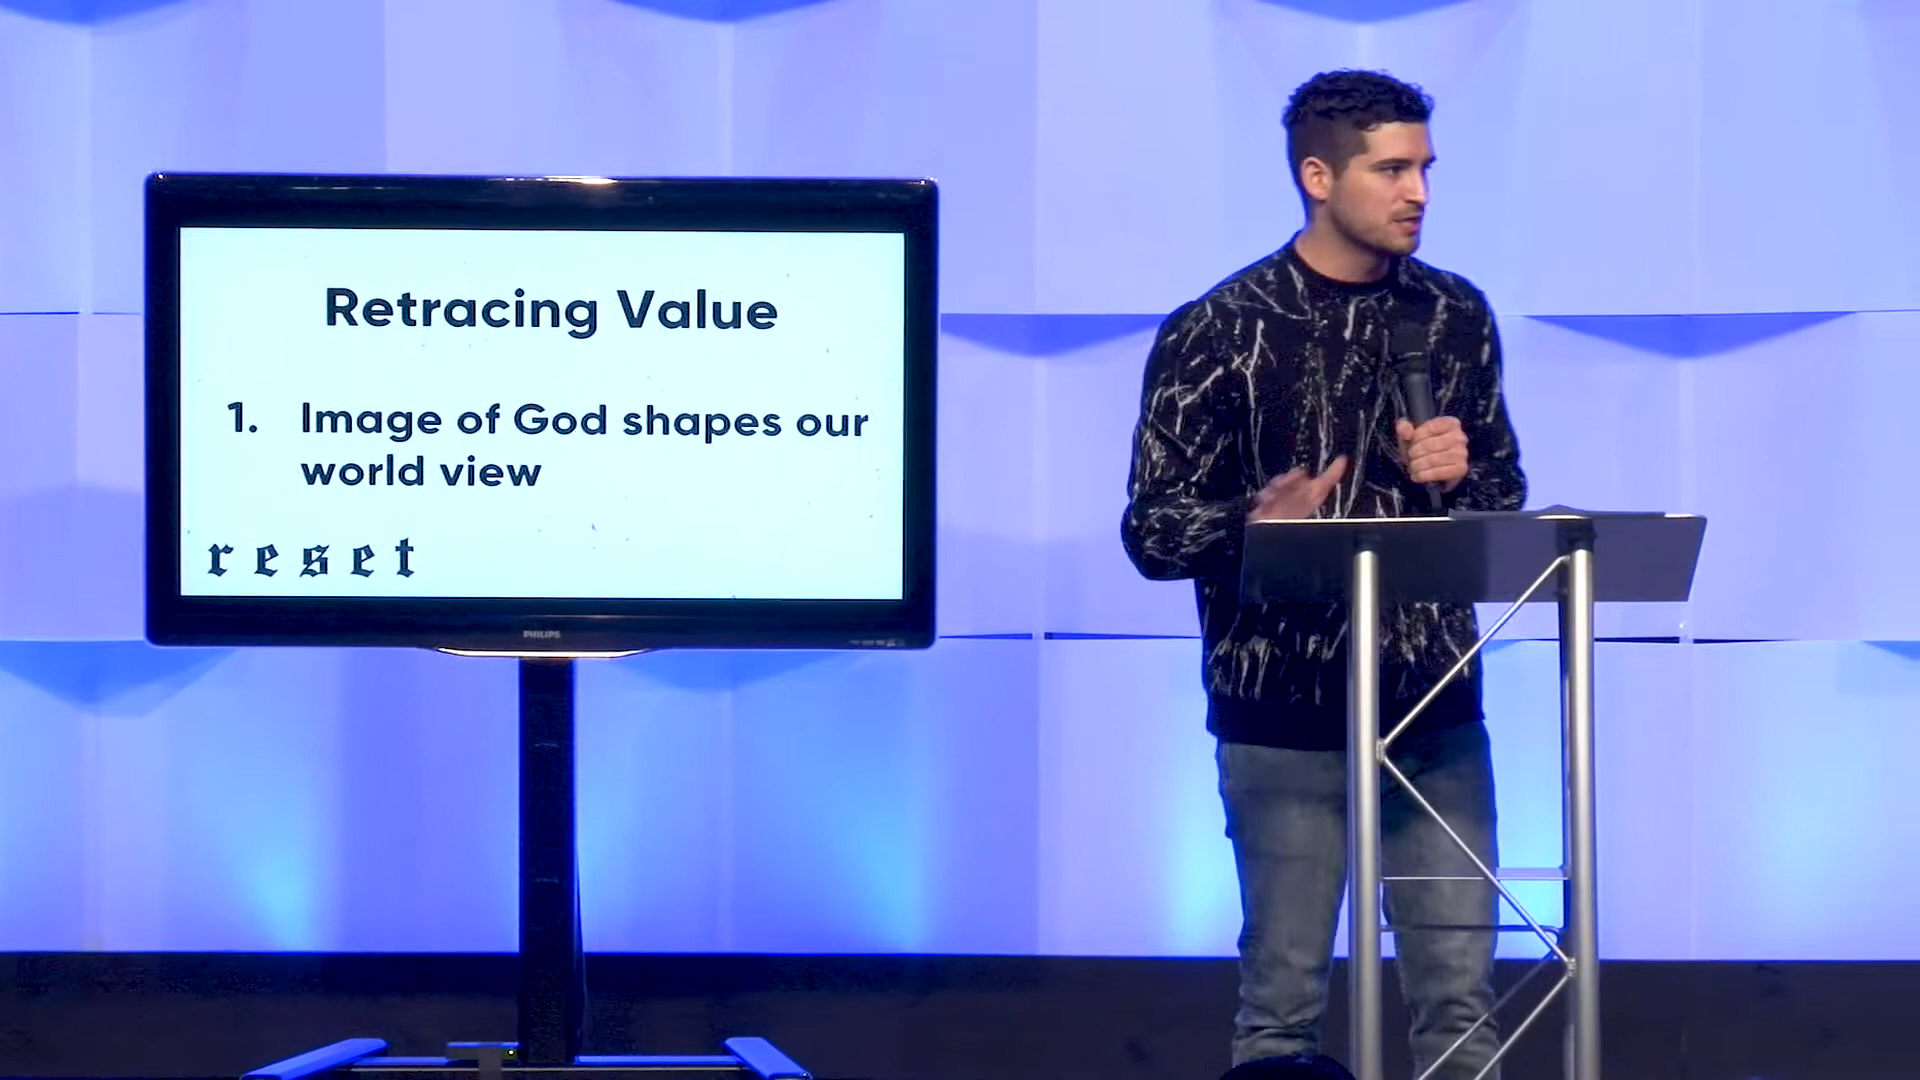 Retracing Value
1. Image of God shapes our
world view
reset
PHILIPS